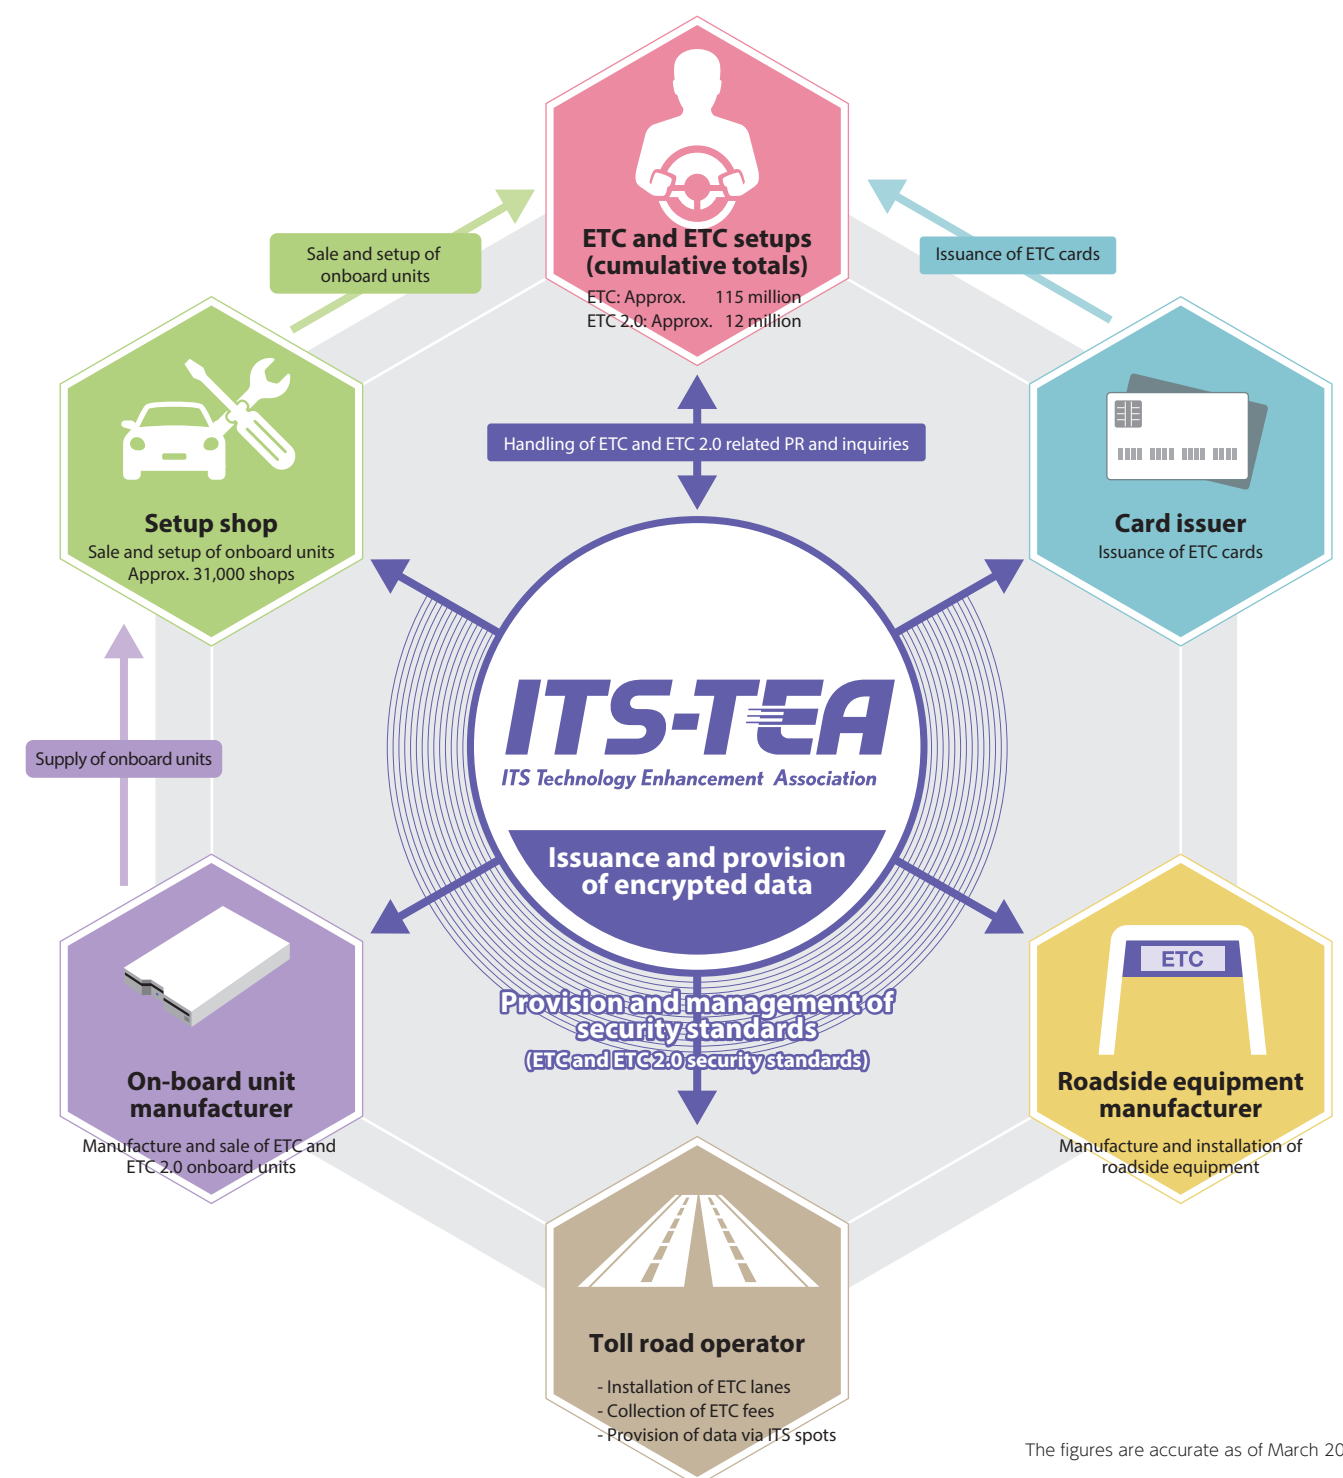 ETC and ETC setups
(cumulative totals)
ETC: Approx. 115 million
ETC 2.0: Approx. 12 million
Sale and setup of
onboard units
Issuance of ETC cards
Handling of ETC and ETC 2.0 related PR and inquiries
Setup shop
Sale and setup of onboard units
Approx. 31,000 shops
Card issuer
Issuance of ETC cards
Supply of onboard units
ITS-TEA
ITS Technology Enhancement Association
Issuance and provision
of encrypted data
Provision and management of
security standards
(ETC and ETC 2.0 security standards)
On-board unit
manufacturer
Manufacture and sale of ETC and
ETC 2.0 onboard units
ETC
Roadside equipment
manufacturer
Manufacture and installation of
roadside equipment
Toll road operator
- Installation of ETC lanes
- Collection of ETC fees
- Provision of data via ITS spots
The figures are accurate as of March